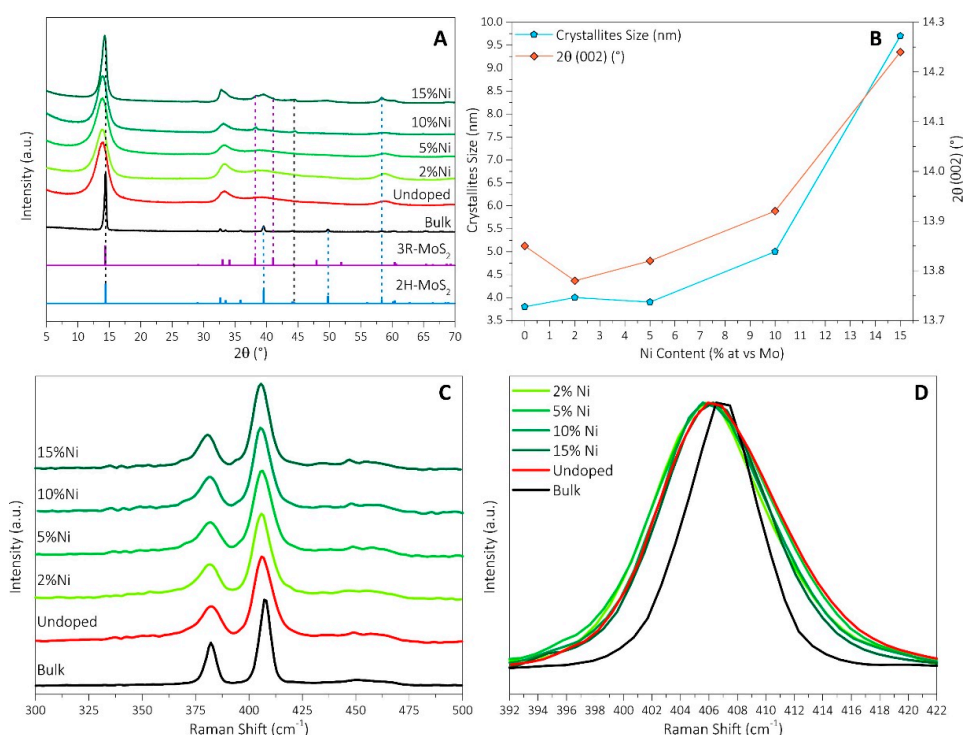 A
15%Ni
10%Ni
5%Ni
2%Ni
Undoped
Bulk
3R-MoS2
2H-MoS2
Intensity (a.u.)
5 10 15 20 25 30 35 40 45 50 55 60 65 70
2θ (°)
B
Crystallites Size (nm)
2θ (002) (°)
10.0
9.5
9.0
8.5
8.0
7.5
7.0
6.5
6.0
5.5
5.0
4.5
4.0
3.5
Crystallites Size (nm)
14.3
14.2
14.1
14.0
13.9
13.8
13.7
2θ (002) (°)
0 1 2 3 4 5 6 7 8 9 10 11 12 13 14 15
Ni Content (% at vs Mo)
C
15%Ni
10%Ni
5%Ni
2%Ni
Undoped
Bulk
Intensity (a.u.)
300 325 350 375 400 425 450 475 500
Raman Shift (cm-1)
D
2% Ni
5% Ni
10% Ni
15% Ni
Undoped
Bulk
Intensity (a.u.)
392 394 396 398 400 402 404 406 408 410 412 414 416 418 420 422
Raman Shift (cm-1)